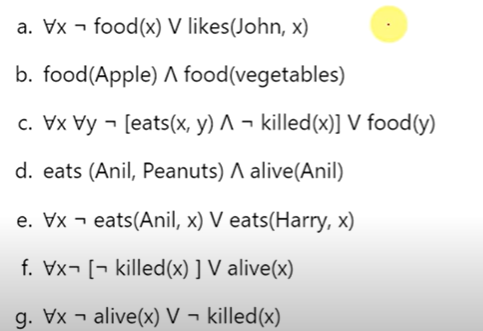 a. ∀x ¬ food(x) V likes(John, x)
b. food(Apple) Λ food(vegetables)
c. ∀x ∀y ¬ [eats(x, y) Λ ¬ killed(x)] V food(y)
d. eats (Anil, Peanuts) Λ alive(Anil)
e. ∀x ¬ eats(Anil, x) V eats(Harry, x)
f. ∀x¬ [¬ killed(x) ] V alive(x)
g. ∀x ¬ alive(x) V ¬ killed(x)